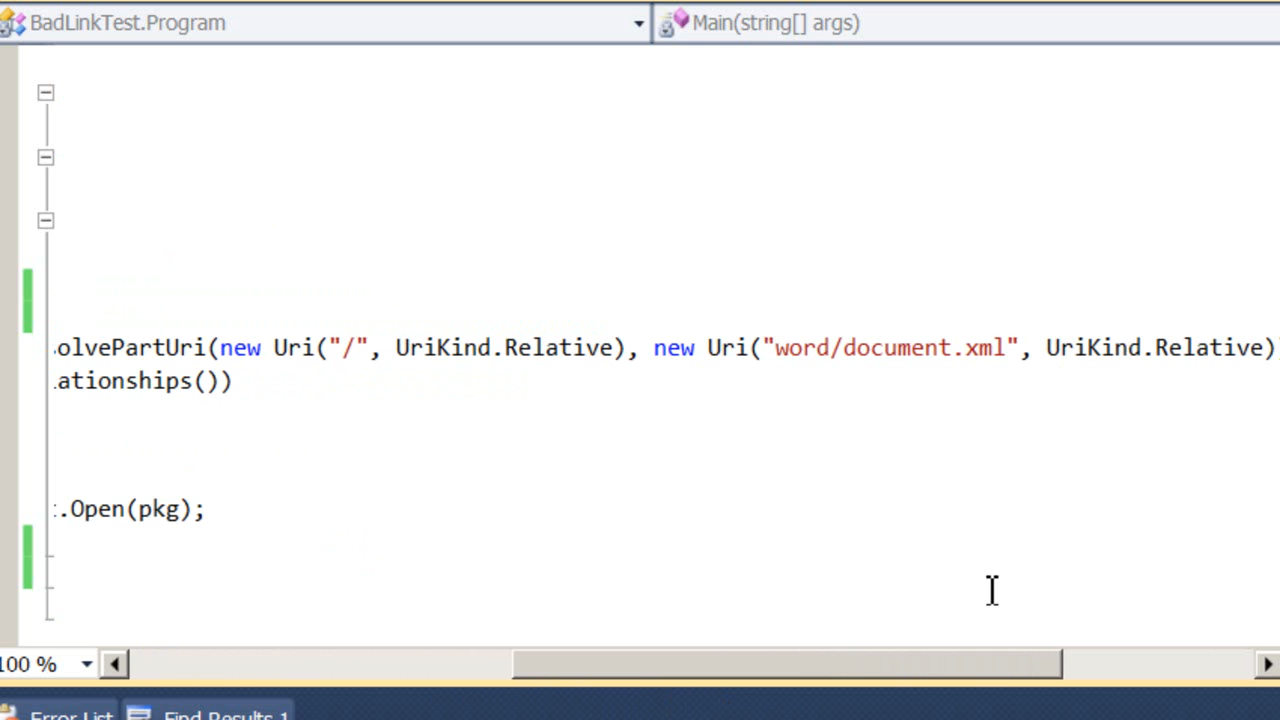 BadLinkTest.Program
Main(string[] args)
olvePartUri(new Uri("/", UriKind.Relative), new Uri("word/document.xml", UriKind.Relative)
ationships())
.Open(pkg);
100 %
Error List
Find Results 1